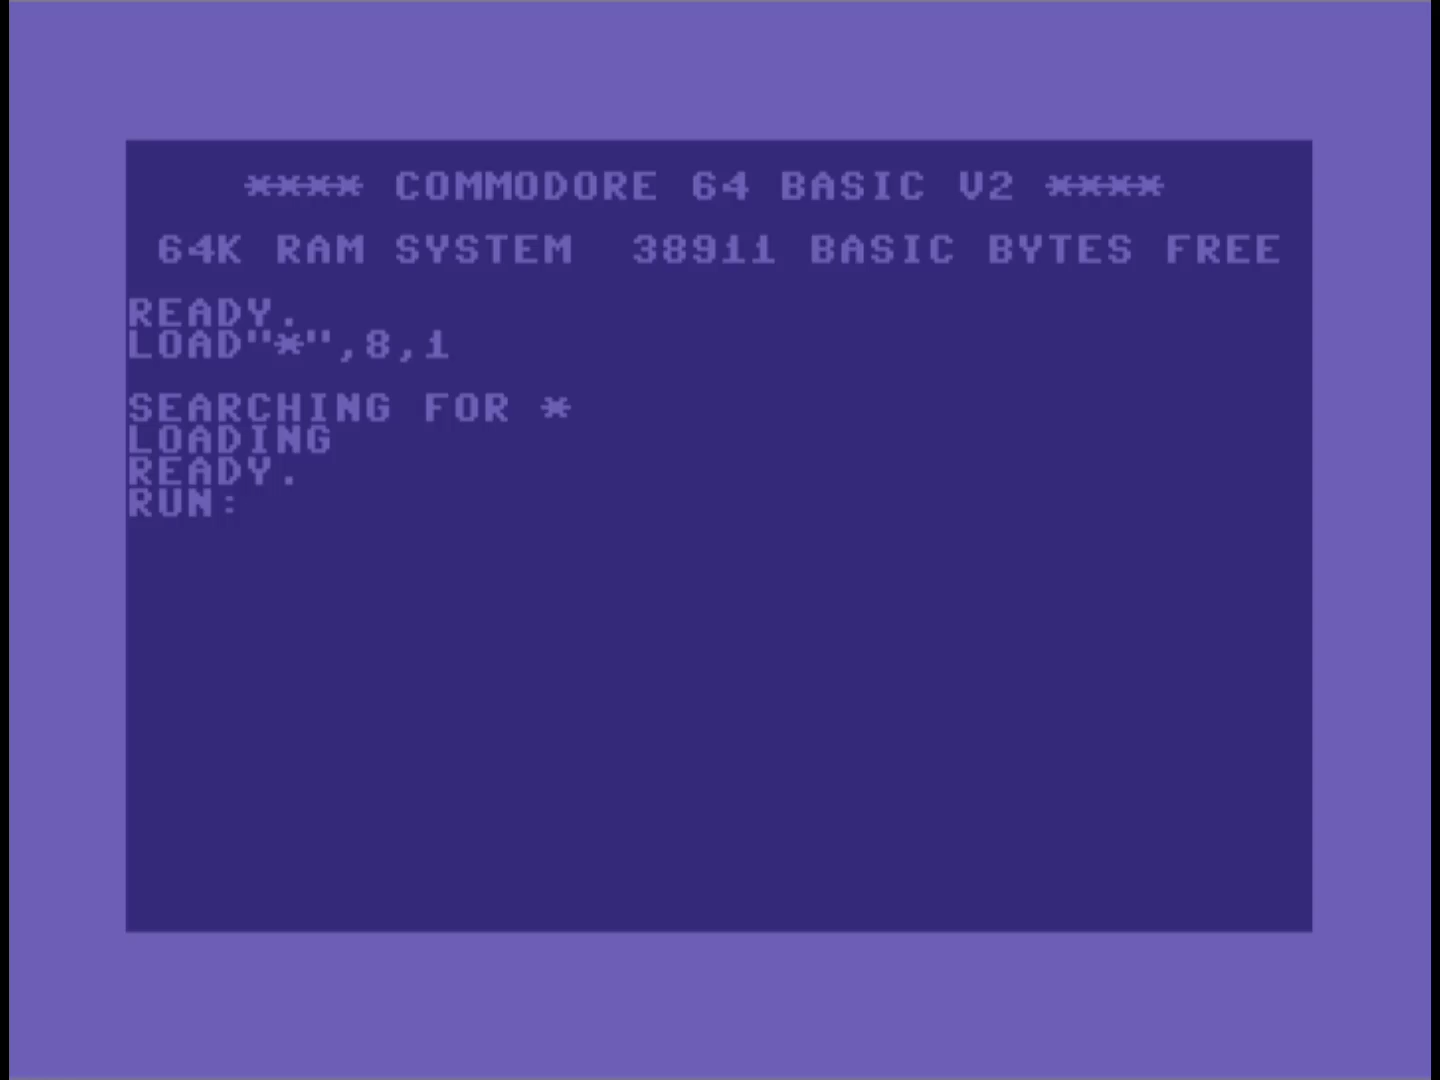 **** COMMODORE 64 BASIC V2 ****
64K RAM SYSTEM  38911 BASIC BYTES FREE
READY.
LOAD"*",8,1
SEARCHING FOR *
LOADING
READY.
RUN: